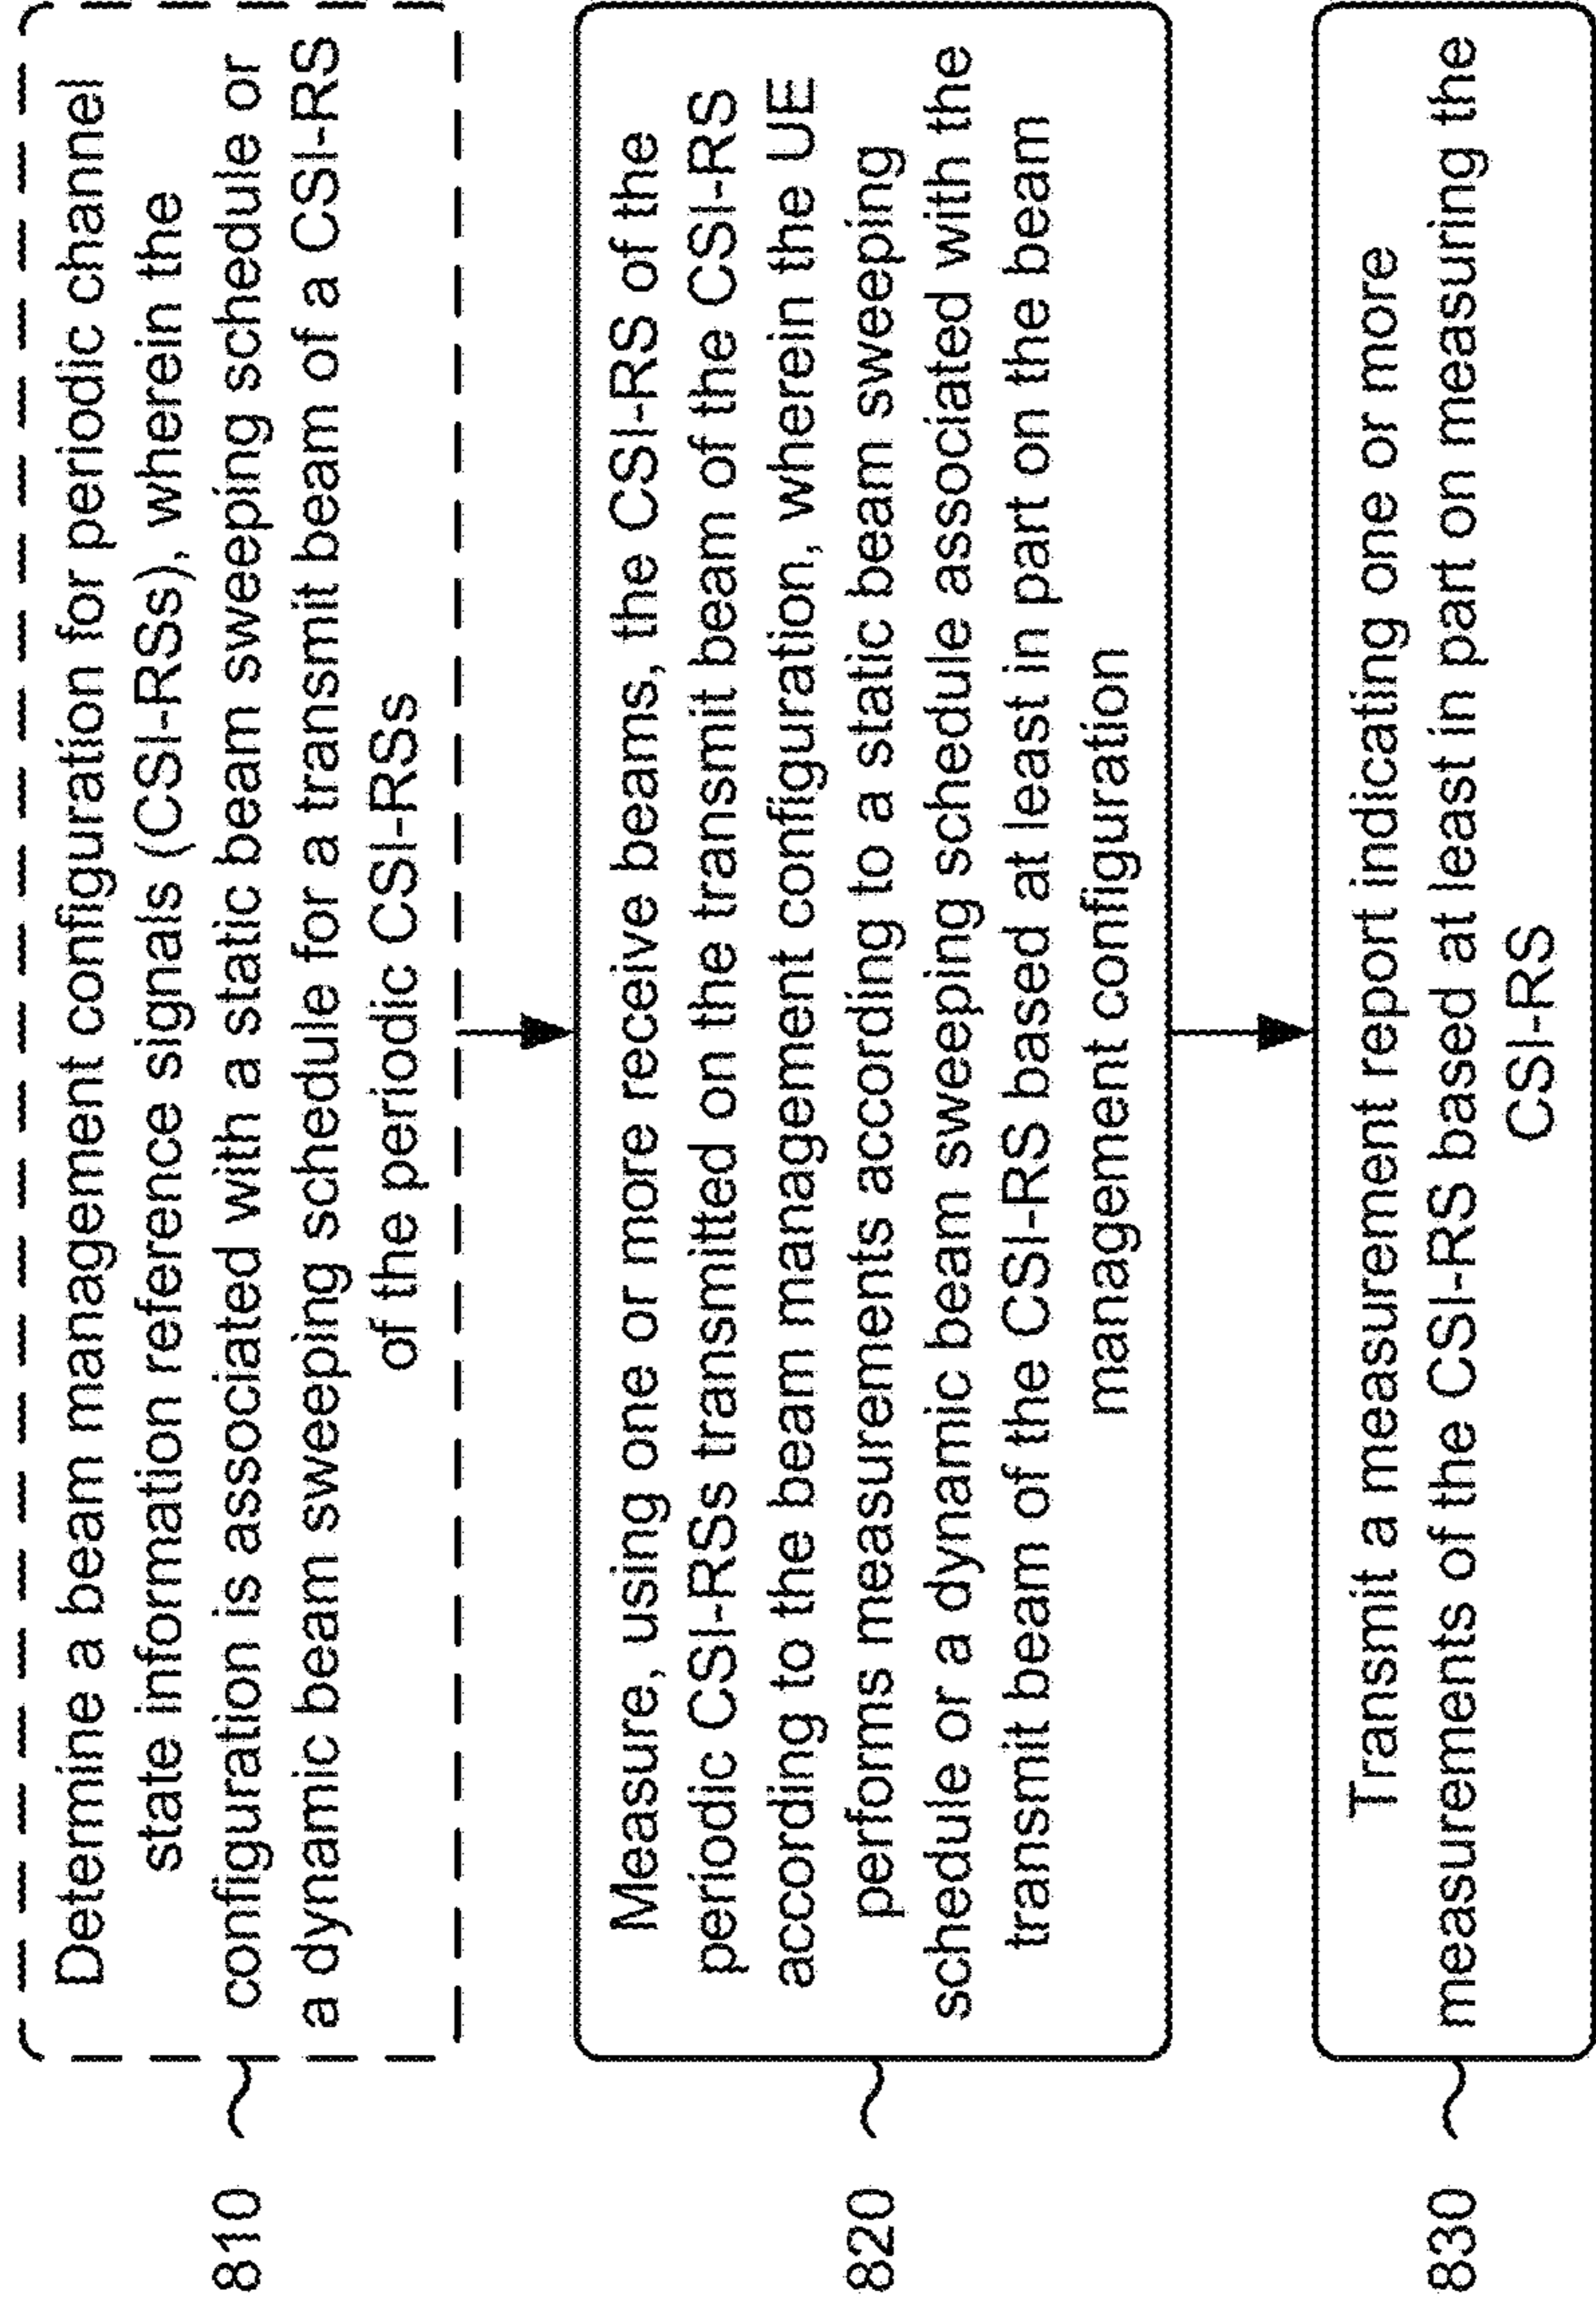 810
Determine a beam management configuration for periodic channel
state information reference signals (CSI-RSs), wherein the
configuration is associated with a static beam sweeping schedule or
a dynamic beam sweeping schedule for a transmit beam of a CSI-RS
of the periodic CSI-RSs
820
Measure, using one or more receive beams, the CSI-RS of the
periodic CSI-RSs transmitted on the transmit beam of the CSI-RS
according to the beam management configuration, wherein the UE
performs measurements according to a static beam sweeping
schedule or a dynamic beam sweeping schedule associated with the
transmit beam of the CSI-RS based at least in part on the beam
management configuration
830
Transmit a measurement report indicating one or more
measurements of the CSI-RS based at least in part on measuring the
CSI-RS